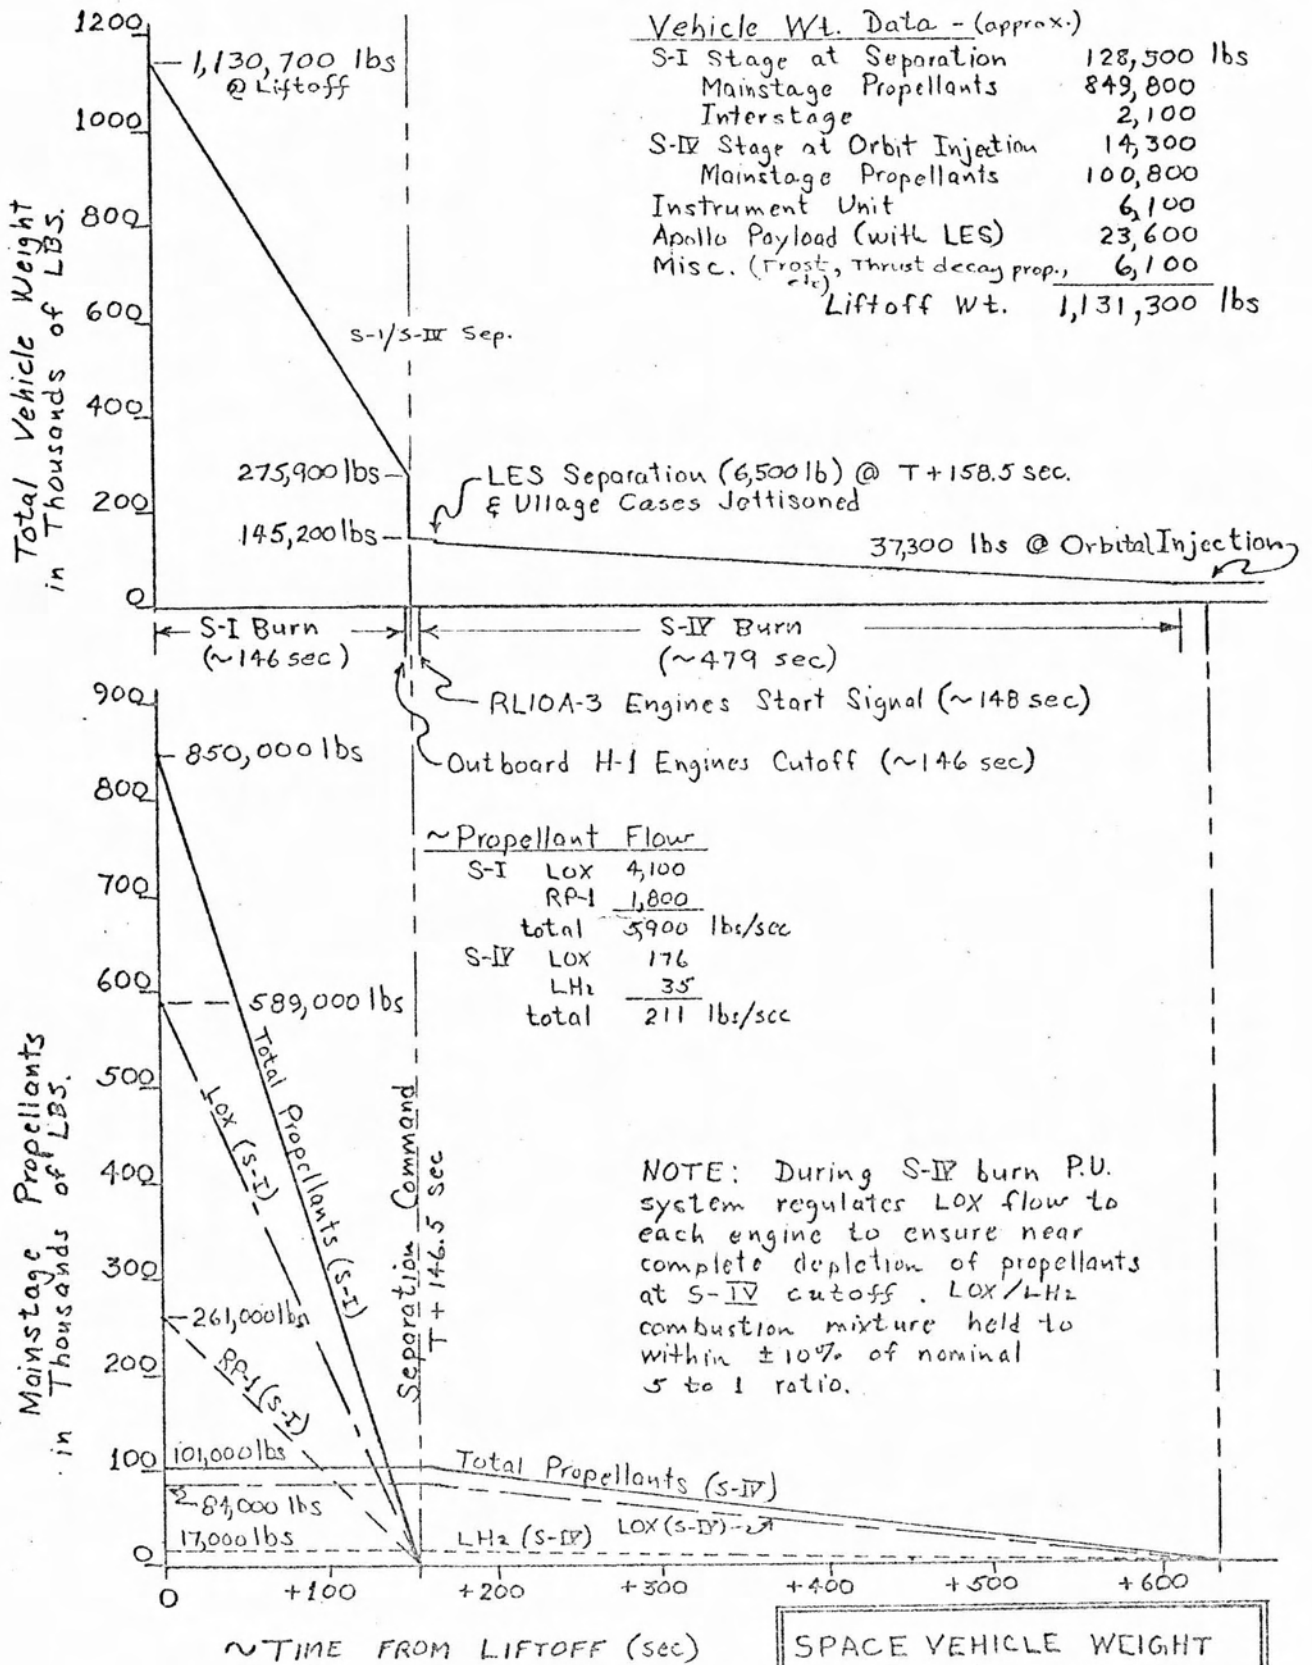 Vehicle Wt. Data - (approx.)
S-I Stage at Separation 128,500 lbs
Mainstage Propellants 849,800
Interstage 2,100
S-IV Stage at Orbit Injection 14,300
Mainstage Propellants 100,800
Instrument Unit 6,100
Apollo Payload (with LES) 23,600
Misc. (Frost, Thrust decay prop., etc) 6,100
Liftoff Wt. 1,131,300 lbs
Total Vehicle Weight
in Thousands of LBS.
1200
1000
800
600
400
200
0
1,130,700 lbs
@ Liftoff
S-I/S-IV Sep.
275,900 lbs
145,200 lbs
LES Separation (6,500 lb) @ T+158.5 sec.
& Ullage Cases Jettisoned
37,300 lbs @ Orbital Injection
S-I Burn
(~146 sec)
S-IV Burn
(~479 sec)
RL10A-3 Engines Start Signal (~148 sec)
Outboard H-1 Engines Cutoff (~146 sec)
Mainstage Propellants
in Thousands of LBS.
900
800
700
600
500
400
300
200
100
0
850,000 lbs
589,000 lbs
261,000 lbs
101,000 lbs
84,000 lbs
17,000 lbs
~Propellant Flow
S-I LOX 4,100
RP-1 1,800
total 5,900 lbs/sec
S-IV LOX 176
LH2 35
total 211 lbs/sec
Total Propellants (S-I)
LOX (S-I)
RP-1 (S-I)
Separation Command
T + 146.5 sec
NOTE: During S-IV burn P.U.
system regulates LOX flow to
each engine to ensure near
complete depletion of propellants
at S-IV cutoff. LOX/LH2
combustion mixture held to
within ±10% of nominal
5 to 1 ratio.
Total Propellants (S-IV)
LOX (S-IV)
LH2 (S-IV)
0 +100 +200 +300 +400 +500 +600
~TIME FROM LIFTOFF (sec)
SPACE VEHICLE WEIGHT